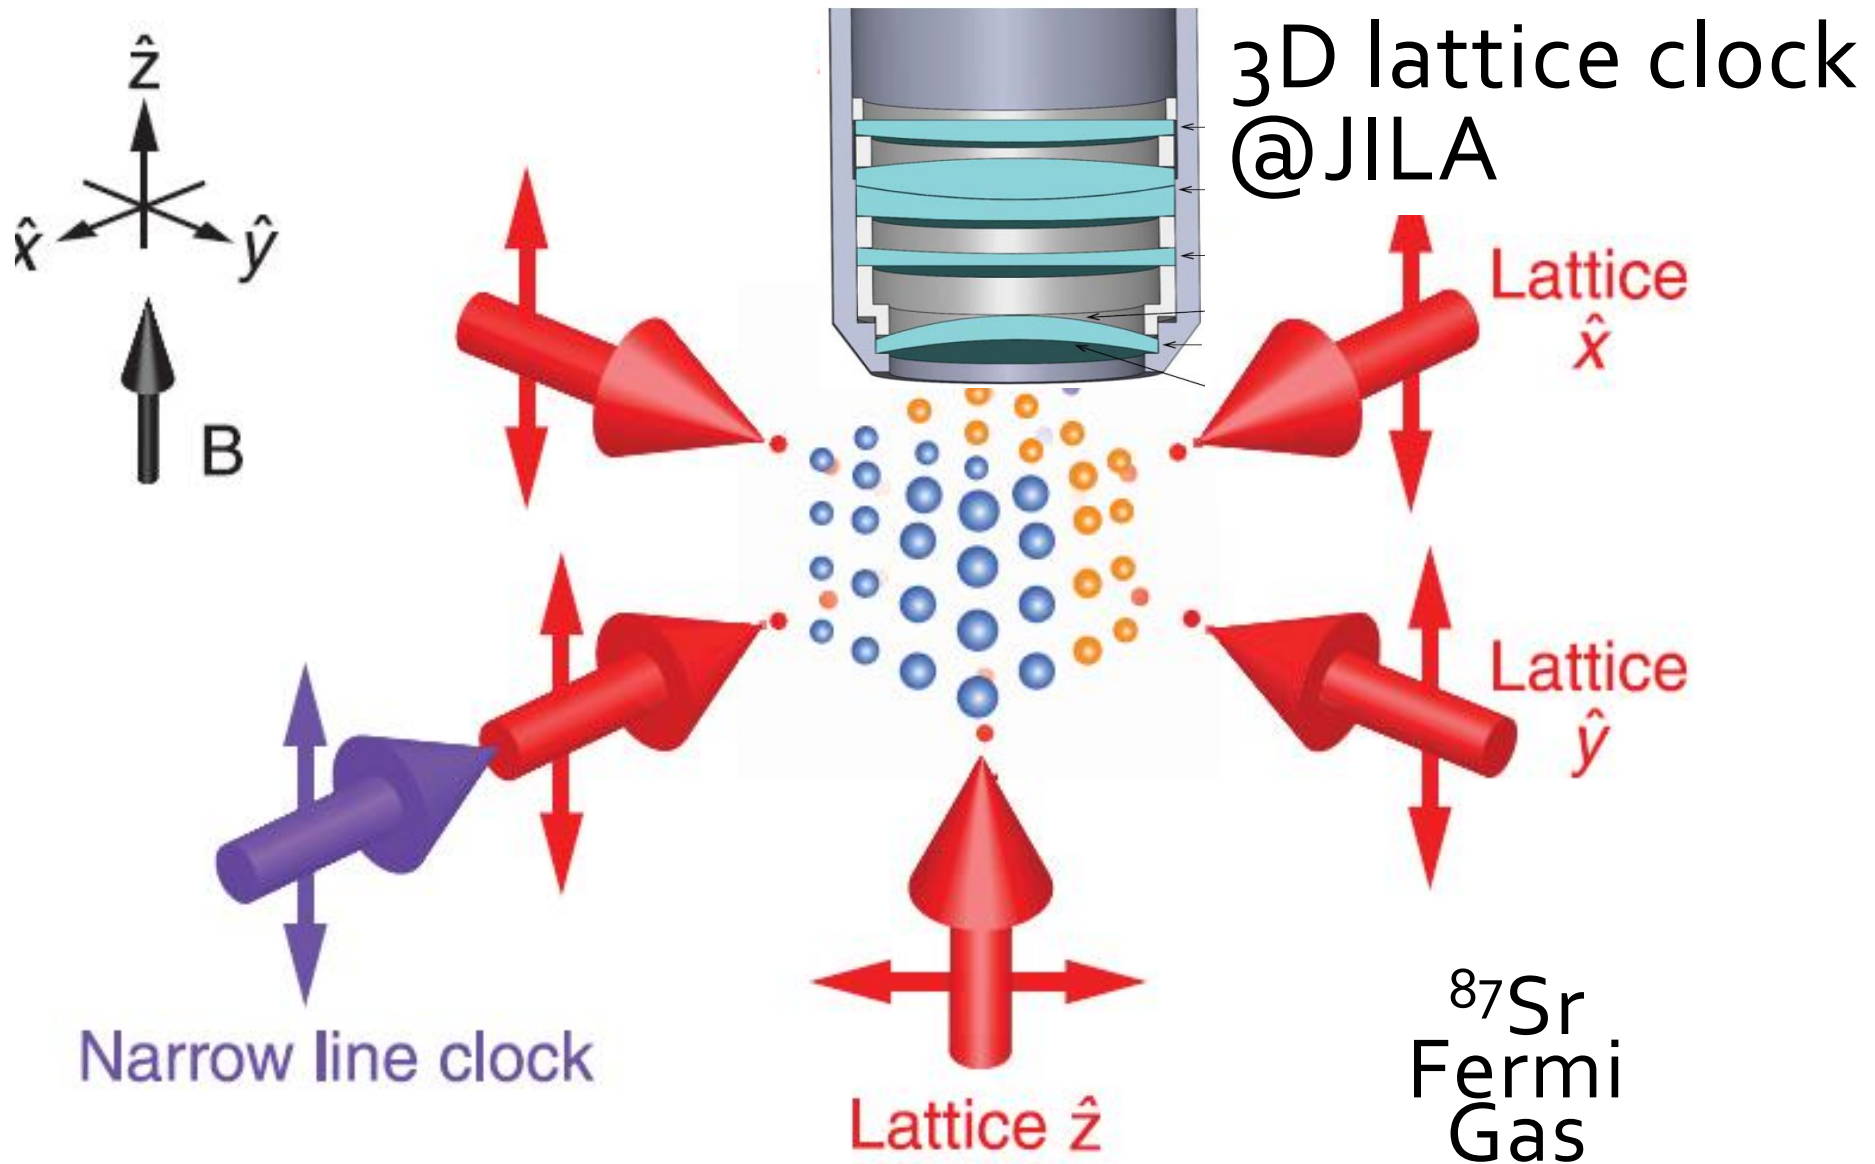 ẑ
x̂
ŷ
B
3D lattice clock
@JILA
Lattice
x̂
Lattice
ŷ
Narrow line clock
Lattice ẑ
⁸⁷Sr
Fermi
Gas